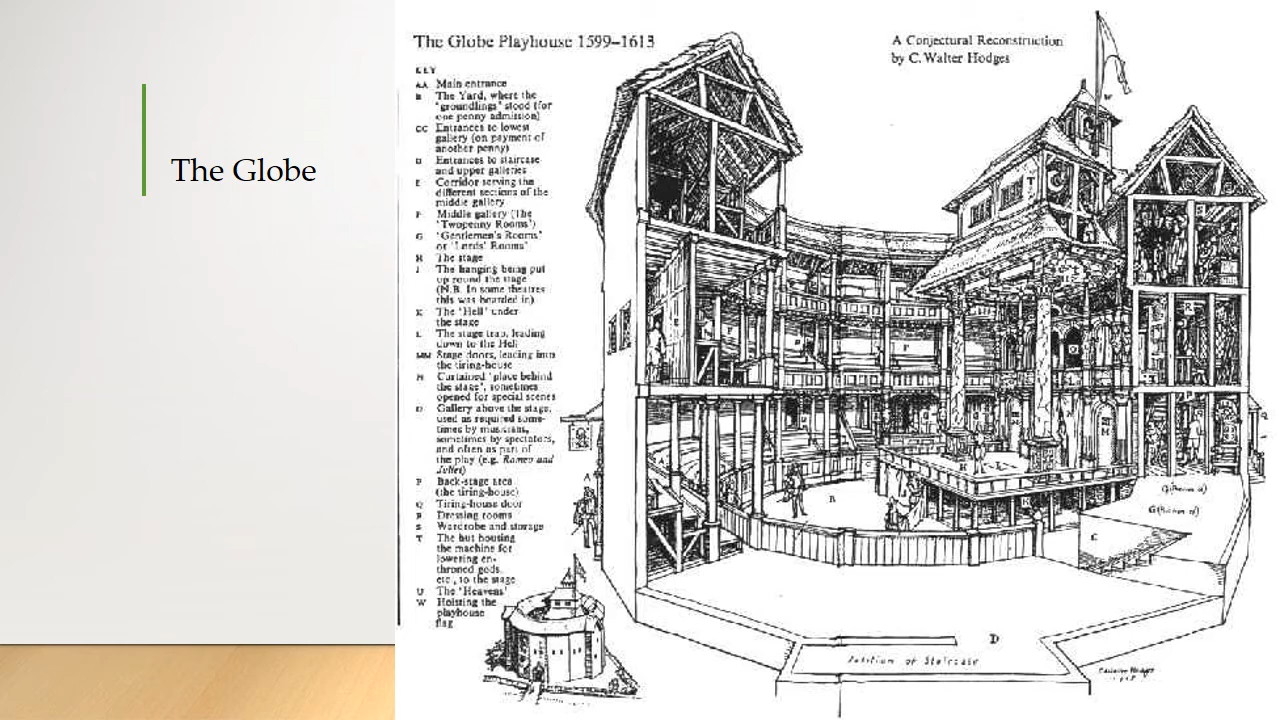 The Globe
The Globe Playhouse 1599–1613
A Conjectural Reconstruction
by C. Walter Hodges
KEY
AA Main entrance
B The Yard, where the
'groundlings' stood (for
one penny admission)
CC Entrances to lowest
gallery (on payment of
another penny)
D Entrances to staircase
and upper galleries
E Corridor serving the
different sections of the
middle gallery
F Middle gallery (The
'Twopenny Rooms')
G 'Gentlemen's Rooms'
or 'Lords' Rooms'
H The stage
J The hanging being put
up round the stage
(N.B. In some theatres
this was boarded in)
K The 'Hell' under
the stage
L The stage trap, leading
down to the Hell
MM Stage doors, leading into
the tiring-house
N Curtained 'place behind
the stage', sometimes
opened for special scenes
O Gallery above the stage,
used as required some-
times by musicians,
sometimes by spectators,
and often as part of
the play (e.g. Romeo and
Juliet)
P Back-stage area
(the tiring-house)
Q Tiring-house door
R Dressing rooms
S Wardrobe and storage
T The hut housing
the machine for
lowering en-
throned gods,
etc., to the stage
U The 'Heavens'
W Hoisting the
playhouse
flag
W
T
S
E
F
Q
A
B
H
L
C
D
Position of Staircase